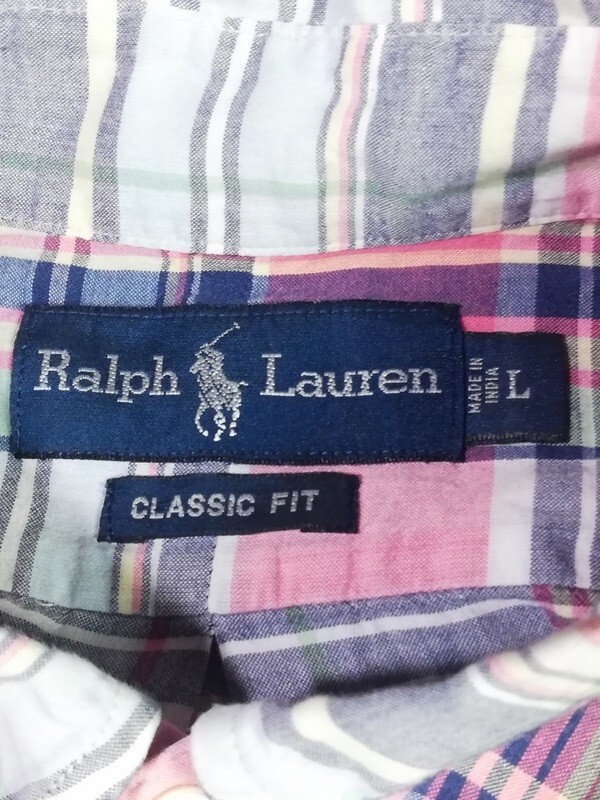 Ralph Lauren
MADE IN
INDIA
L
CLASSIC FIT